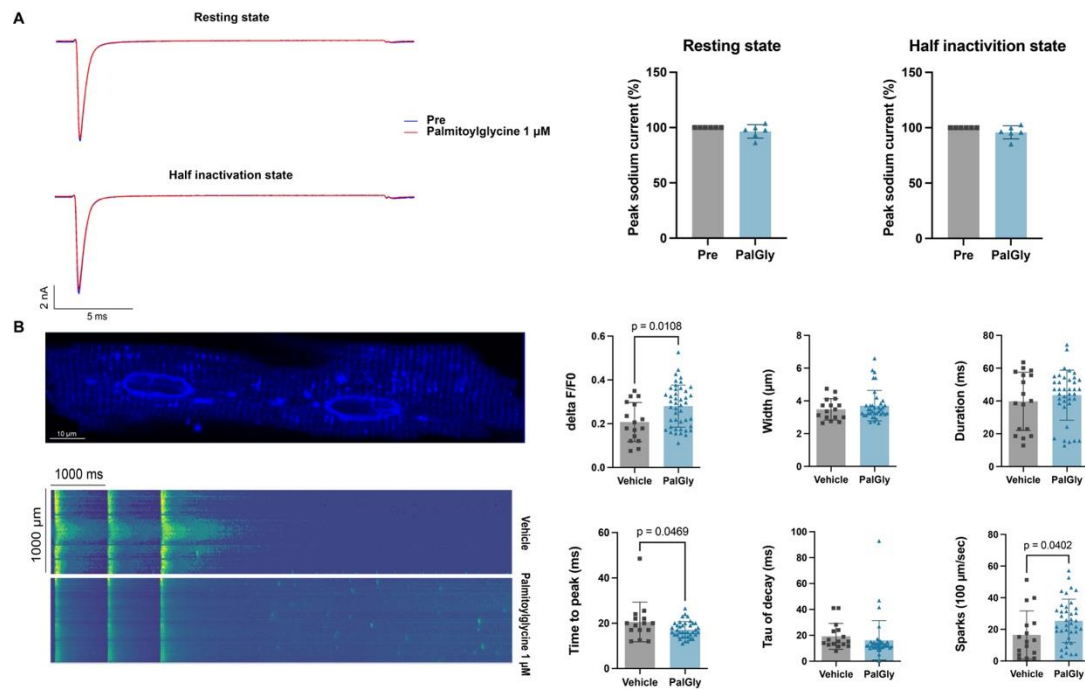 A
Resting state
Pre
Palmitoylglycine 1 µM
Half inactivation state
2 nA
5 ms
Resting state
Peak sodium current (%)
150
100
50
0
Pre
PalGly
Half inactivition state
Peak sodium current (%)
150
100
50
0
Pre
PalGly
B
10 µm
1000 ms
1000 µm
Vehicle
Palmitoylglycine 1 µM
p = 0.0108
delta F/F0
0.6
0.4
0.2
0.0
Vehicle
PalGly
Width (µm)
8
6
4
2
0
Vehicle
PalGly
Duration (ms)
80
60
40
20
0
Vehicle
PalGly
p = 0.0469
Time to peak (ms)
60
40
20
0
Vehicle
PalGly
Tau of decay (ms)
100
80
60
40
20
0
Vehicle
PalGly
p = 0.0402
Sparks (100 µm/sec)
80
60
40
20
0
Vehicle
PalGly